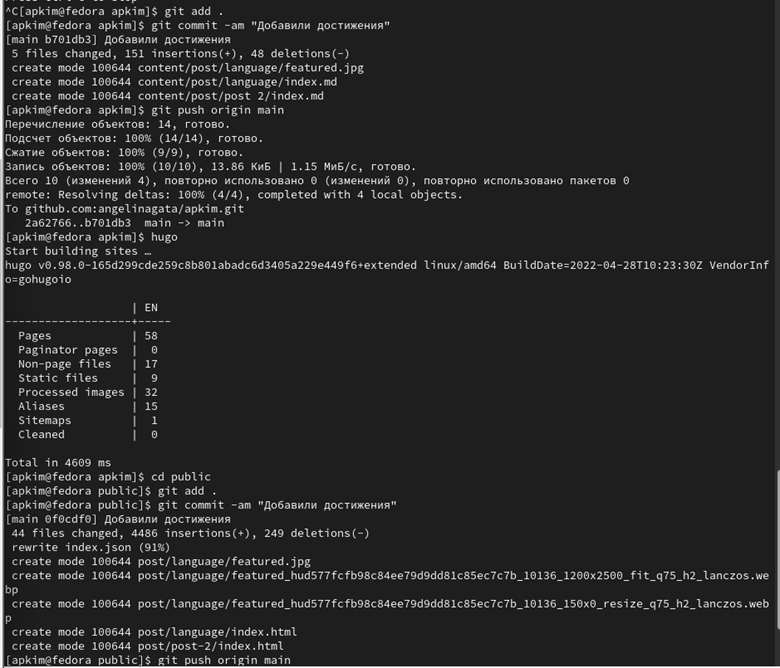 ^C[apkim@fedora apkim]$ git add .
[apkim@fedora apkim]$ git commit -am "Добавили достижения"
[main b701db3] Добавили достижения
 5 files changed, 151 insertions(+), 48 deletions(-)
 create mode 100644 content/post/language/featured.jpg
 create mode 100644 content/post/language/index.md
 create mode 100644 content/post/post 2/index.md
[apkim@fedora apkim]$ git push origin main
Перечисление объектов: 14, готово.
Подсчет объектов: 100% (14/14), готово.
Сжатие объектов: 100% (9/9), готово.
Запись объектов: 100% (10/10), 13.86 КиБ | 1.15 МиБ/с, готово.
Всего 10 (изменений 4), повторно использовано 0 (изменений 0), повторно использовано пакетов 0
remote: Resolving deltas: 100% (4/4), completed with 4 local objects.
To github.com:angelinagata/apkim.git
   2a62766..b701db3  main -> main
[apkim@fedora apkim]$ hugo
Start building sites …
hugo v0.98.0-165d299cde259c8b801abadc6d3405a229e449f6+extended linux/amd64 BuildDate=2022-04-28T10:23:30Z VendorInf
o=gohugoio

                   | EN
-------------------+-----
  Pages            | 58
  Paginator pages  |  0
  Non-page files   | 17
  Static files     |  9
  Processed images | 32
  Aliases          | 15
  Sitemaps         |  1
  Cleaned          |  0

Total in 4609 ms
[apkim@fedora apkim]$ cd public
[apkim@fedora public]$ git add .
[apkim@fedora public]$ git commit -am "Добавили достижения"
[main 0f0cdf0] Добавили достижения
 44 files changed, 4486 insertions(+), 249 deletions(-)
 rewrite index.json (91%)
 create mode 100644 post/language/featured.jpg
 create mode 100644 post/language/featured_hud577fcfb98c84ee79d9dd81c85ec7c7b_10136_1200x2500_fit_q75_h2_lanczos.we
bp
 create mode 100644 post/language/featured_hud577fcfb98c84ee79d9dd81c85ec7c7b_10136_150x0_resize_q75_h2_lanczos.web
p
 create mode 100644 post/language/index.html
 create mode 100644 post/post-2/index.html
[apkim@fedora public]$ git push origin main